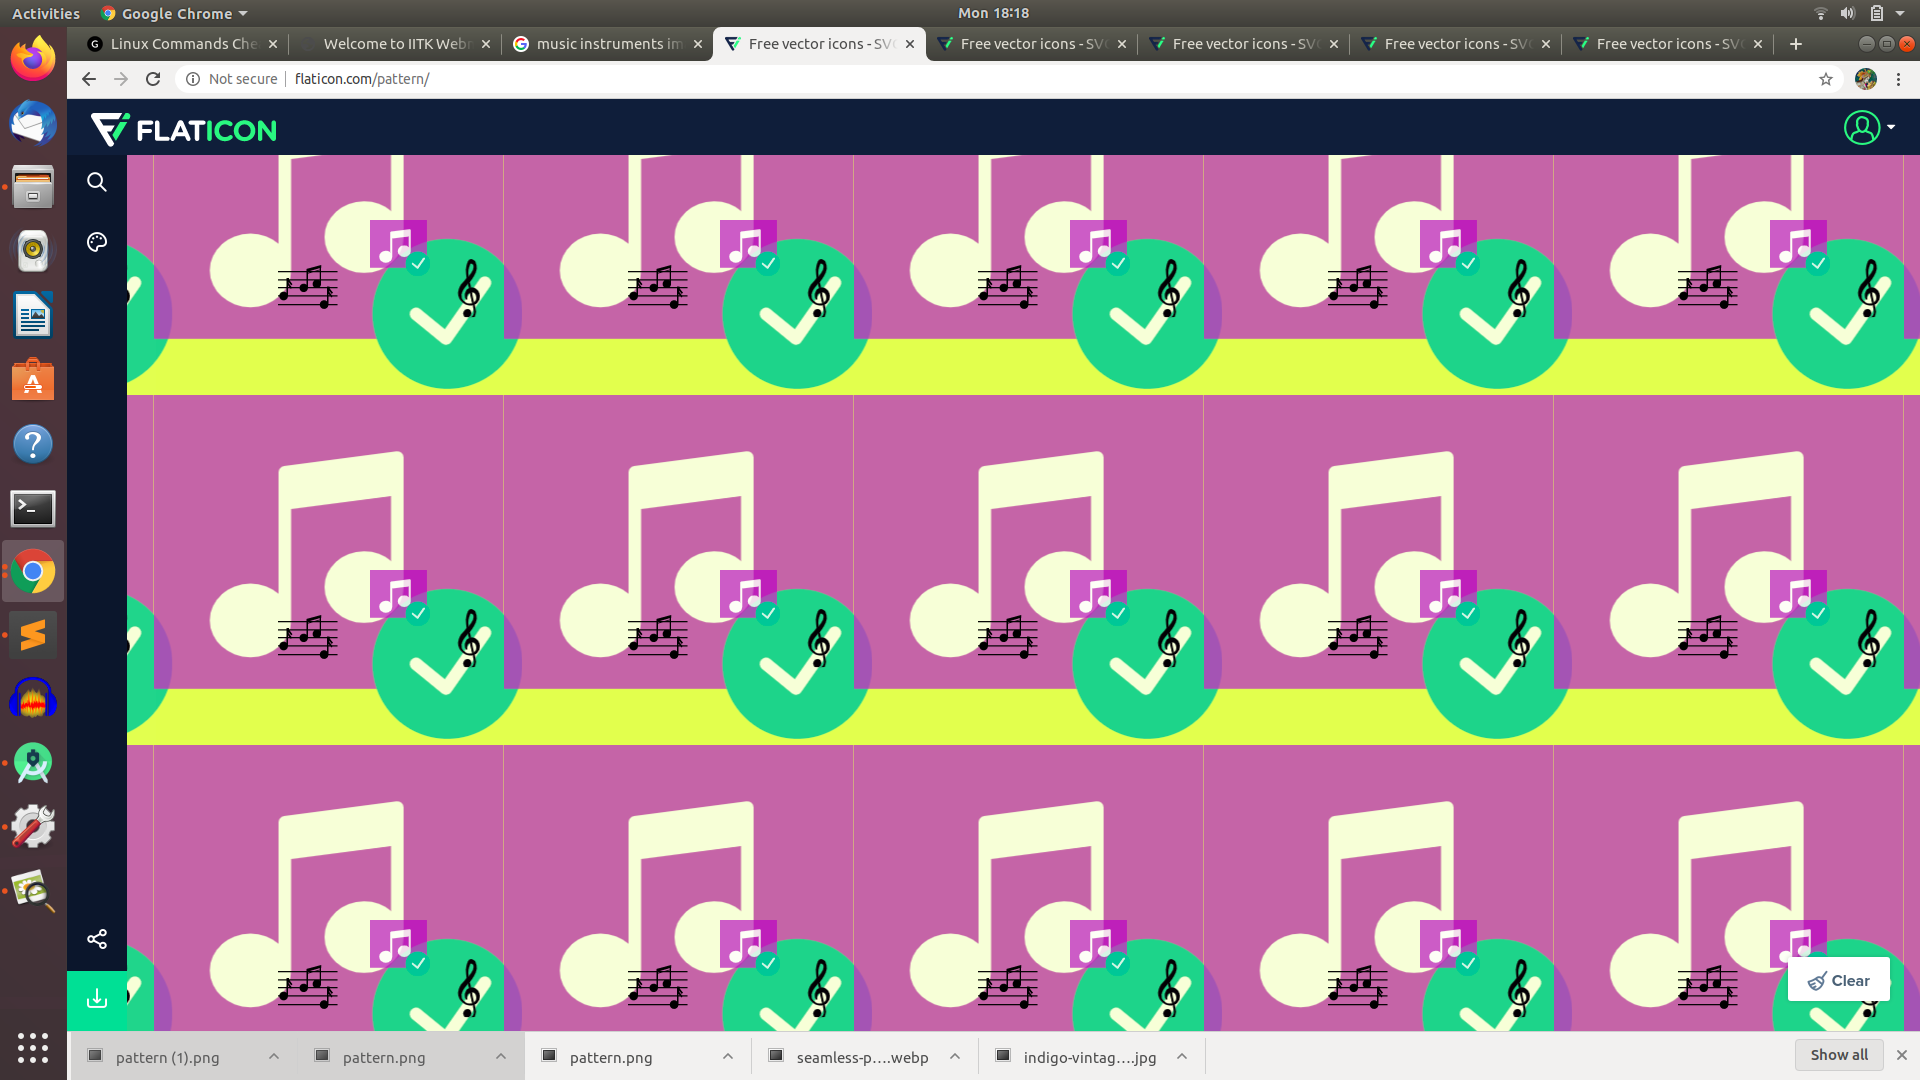 Activities
Google Chrome
Mon 18:18
Linux Commands Che
Welcome to IITK Webm
music instruments im
Free vector icons - SV
Free vector icons - SV
Free vector icons - SV
Free vector icons - SV
Free vector icons - SV
Not secure
flaticon.com/pattern/
FLATICON
Clear
pattern (1).png
pattern.png
pattern.png
seamless-p....webp
indigo-vintag....jpg
Show all